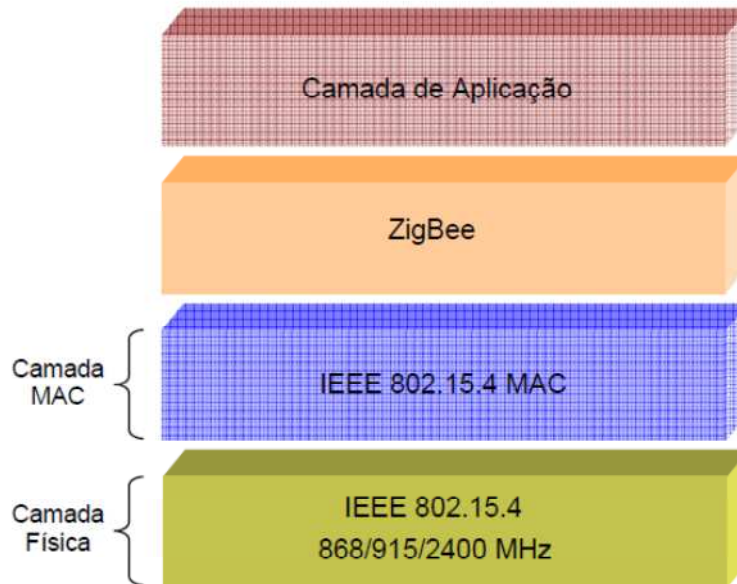 Camada de Aplicação
ZigBee
Camada
MAC
IEEE 802.15.4 MAC
Camada
Física
IEEE 802.15.4
868/915/2400 MHz